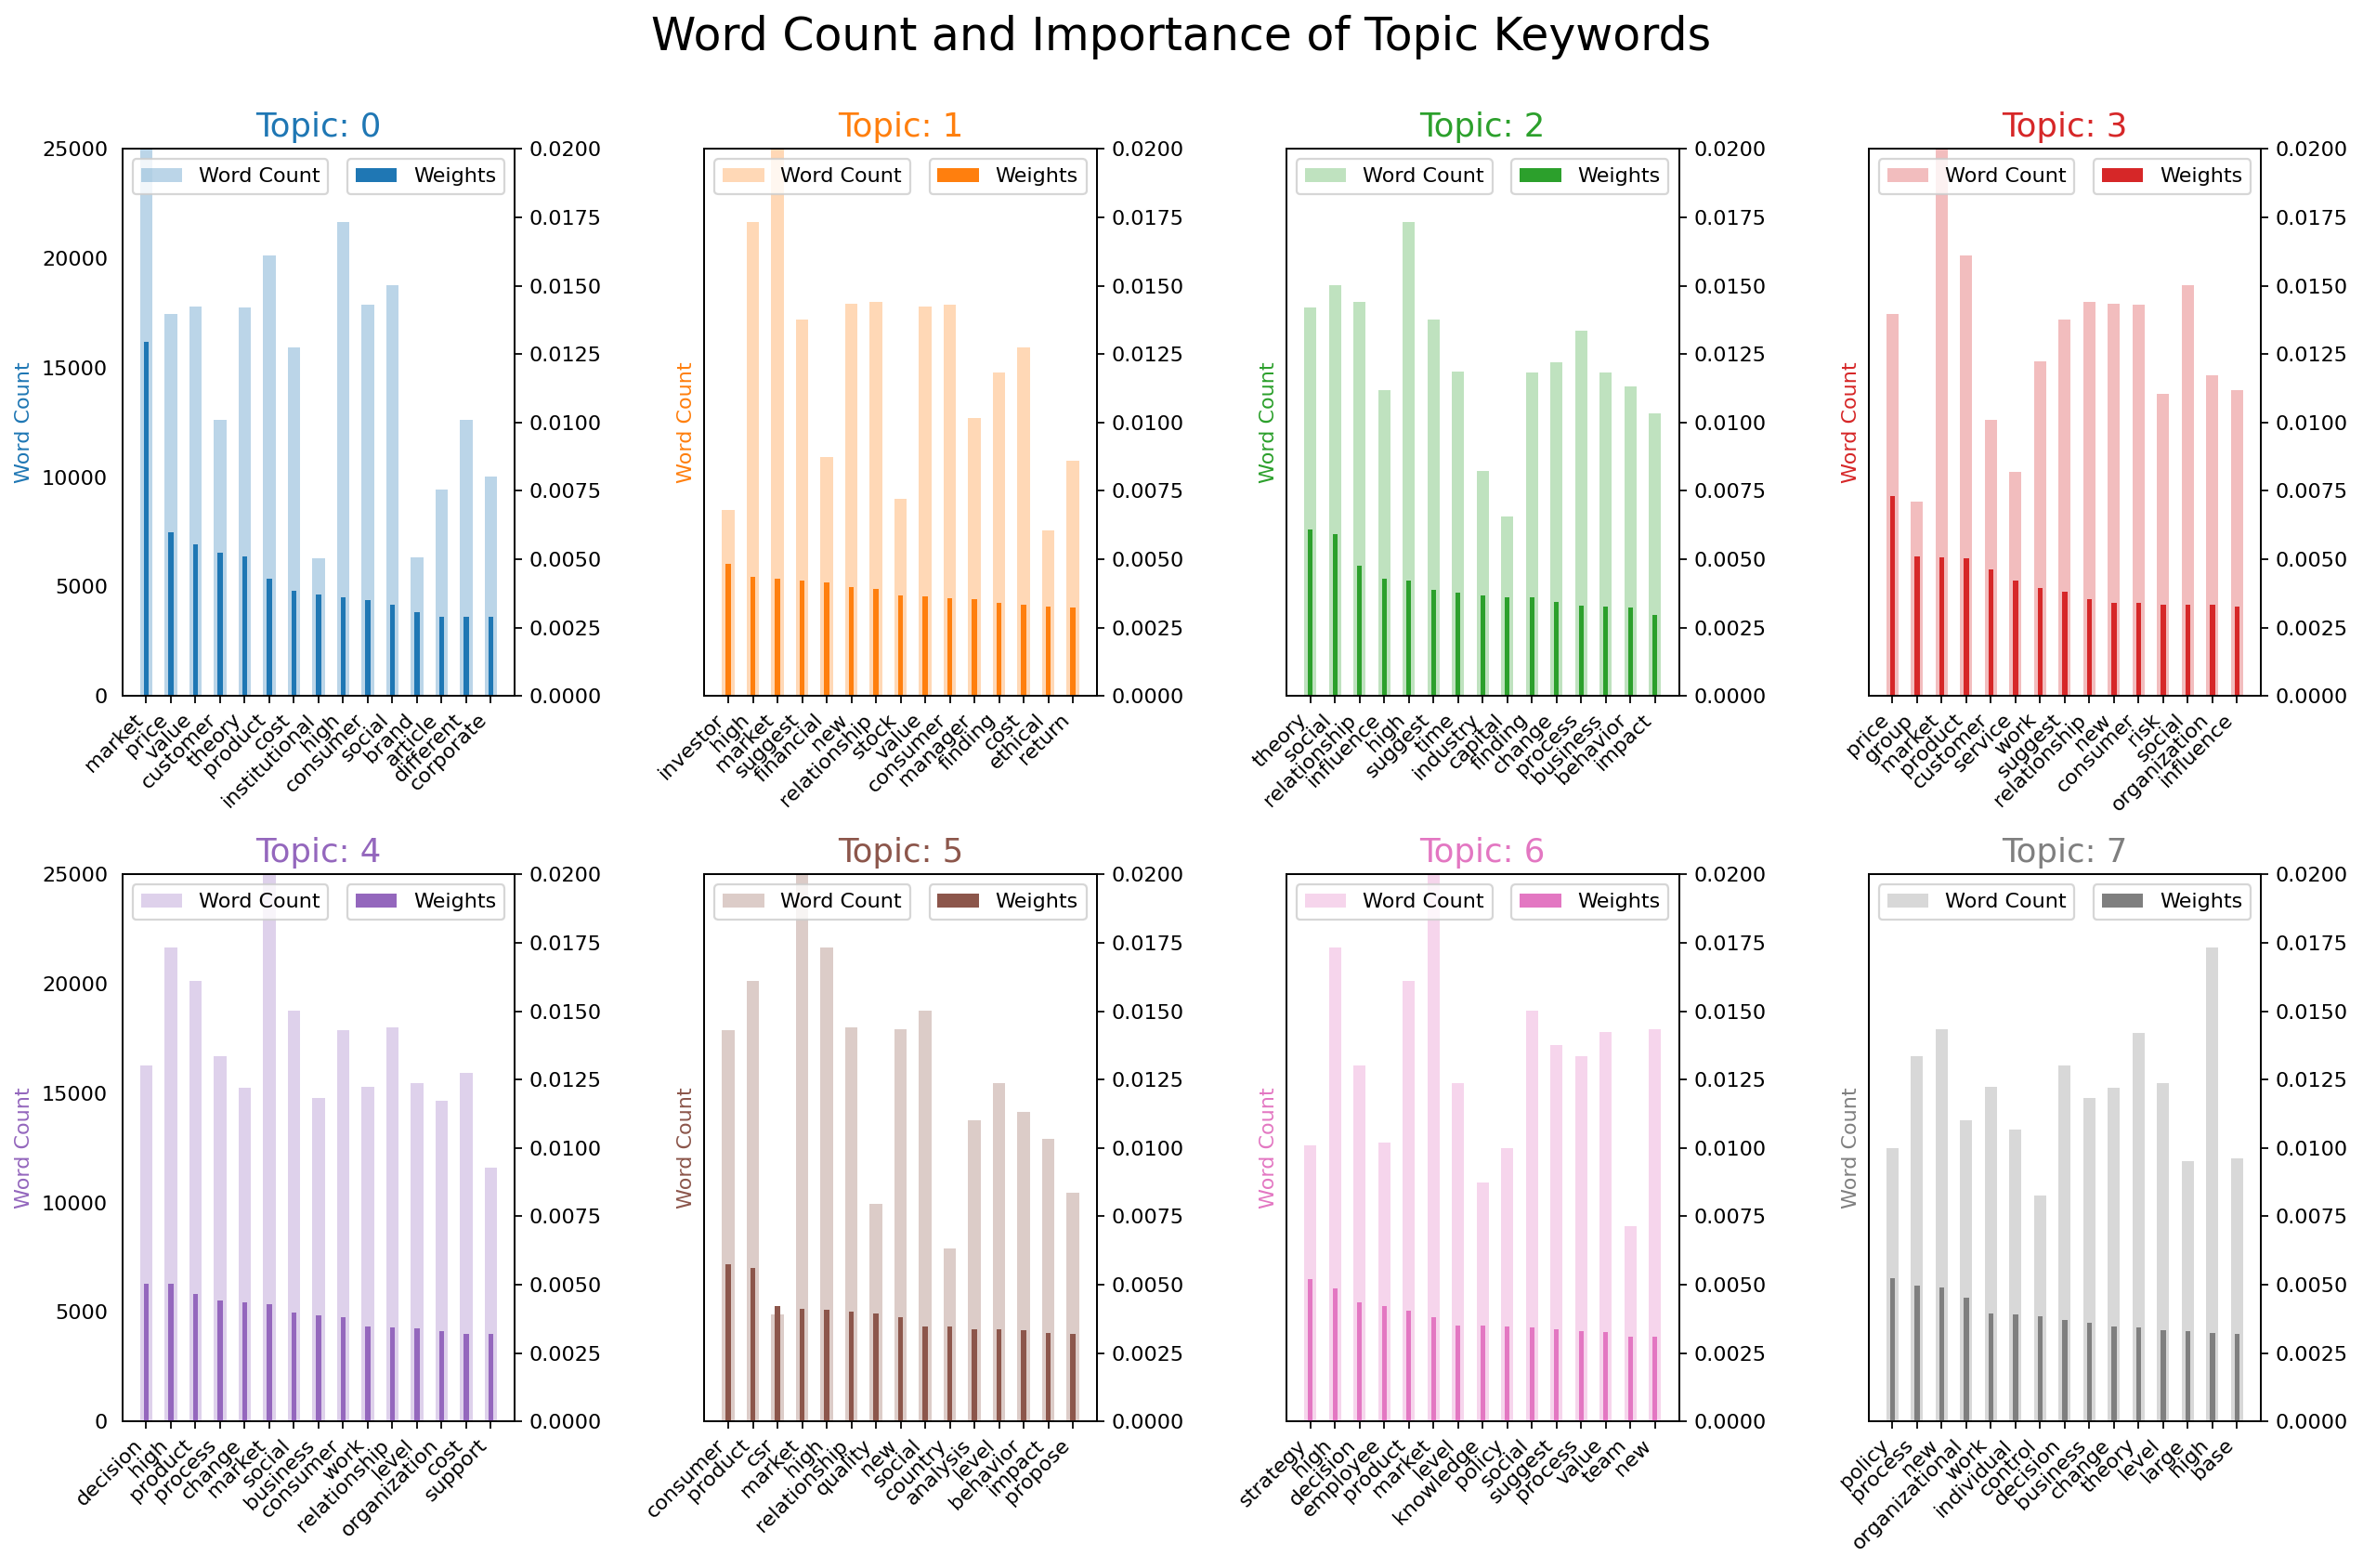 Word Count and Importance of Topic Keywords
Topic: 0
Word Count
Weights
25000
20000
15000
10000
5000
0
Word Count
0.0200
0.0175
0.0150
0.0125
0.0100
0.0075
0.0050
0.0025
0.0000
market
price
value
customer
theory
product
cost
institutional
high
consumer
social
brand
article
different
corporate
Topic: 1
Word Count
Weights
Word Count
0.0200
0.0175
0.0150
0.0125
0.0100
0.0075
0.0050
0.0025
0.0000
investor
high
market
suggest
financial
new
relationship
stock
value
consumer
manager
finding
cost
ethical
return
Topic: 2
Word Count
Weights
Word Count
0.0200
0.0175
0.0150
0.0125
0.0100
0.0075
0.0050
0.0025
0.0000
theory
social
relationship
influence
high
suggest
time
industry
capital
finding
change
process
business
behavior
impact
Topic: 3
Word Count
Weights
Word Count
0.0200
0.0175
0.0150
0.0125
0.0100
0.0075
0.0050
0.0025
0.0000
price
group
market
product
customer
service
work
suggest
relationship
new
consumer
risk
social
organization
influence
Topic: 4
Word Count
Weights
25000
20000
15000
10000
5000
0
Word Count
0.0200
0.0175
0.0150
0.0125
0.0100
0.0075
0.0050
0.0025
0.0000
decision
high
product
process
change
market
social
business
consumer
work
relationship
level
organization
cost
support
Topic: 5
Word Count
Weights
Word Count
0.0200
0.0175
0.0150
0.0125
0.0100
0.0075
0.0050
0.0025
0.0000
consumer
product
csr
market
high
relationship
quality
new
social
country
analysis
level
behavior
impact
propose
Topic: 6
Word Count
Weights
Word Count
0.0200
0.0175
0.0150
0.0125
0.0100
0.0075
0.0050
0.0025
0.0000
strategy
high
decision
employee
product
market
level
knowledge
policy
social
suggest
process
value
team
new
Topic: 7
Word Count
Weights
Word Count
0.0200
0.0175
0.0150
0.0125
0.0100
0.0075
0.0050
0.0025
0.0000
policy
process
new
organizational
work
individual
control
decision
business
change
theory
level
large
high
base